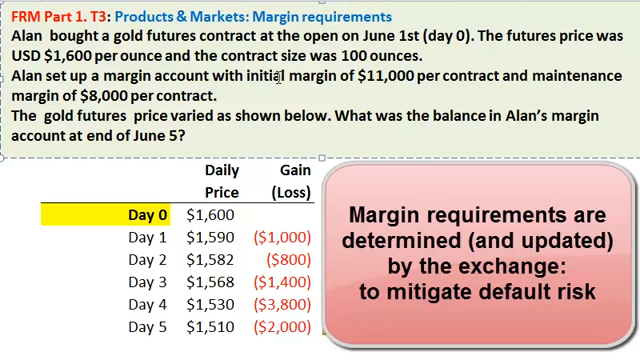 FRM Part 1. T3: Products & Markets: Margin requirements
Alan bought a gold futures contract at the open on June 1st (day 0). The futures price was
USD $1,600 per ounce and the contract size was 100 ounces.
Alan set up a margin account with initial margin of $11,000 per contract and maintenance
margin of $8,000 per contract.
The gold futures price varied as shown below. What was the balance in Alan's margin
account at end of June 5?
Daily Gain
Price (Loss)
Day 0 $1,600
Day 1 $1,590 ($1,000)
Day 2 $1,582 ($800)
Day 3 $1,568 ($1,400)
Day 4 $1,530 ($3,800)
Day 5 $1,510 ($2,000)
Margin requirements are
determined (and updated)
by the exchange:
to mitigate default risk